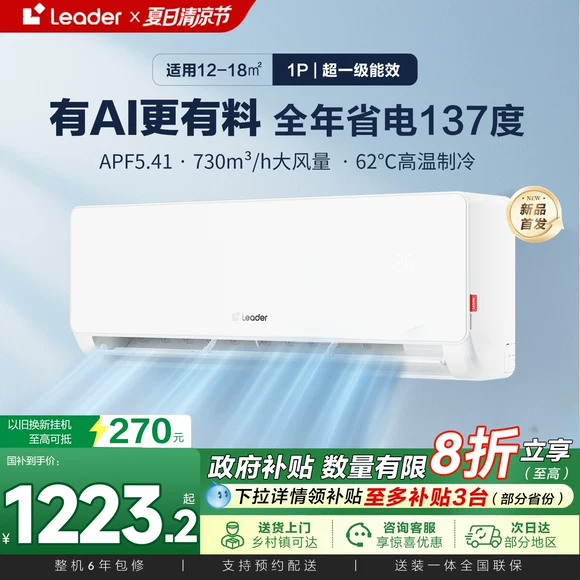 Leader × 夏日清凉节
适用12-18㎡ 1P|超一级能效
有AI更有料 全年省电137度
APF5.41 · 730m³/h大风量 · 62℃高温制冷
NEW
新品
首发
Leader
Leader
以旧换新挂机
至高可抵
270元
国补到手价:
¥1223.2起
政府补贴 数量有限 8折立享
(至高)
下拉详情领补贴 至多补贴3台(部分省份)
送货上门
乡村镇可达
咨询客服
享惊喜优惠
次日达
部分地区
整机6年包修 支持预约配送 送装一体全国联保